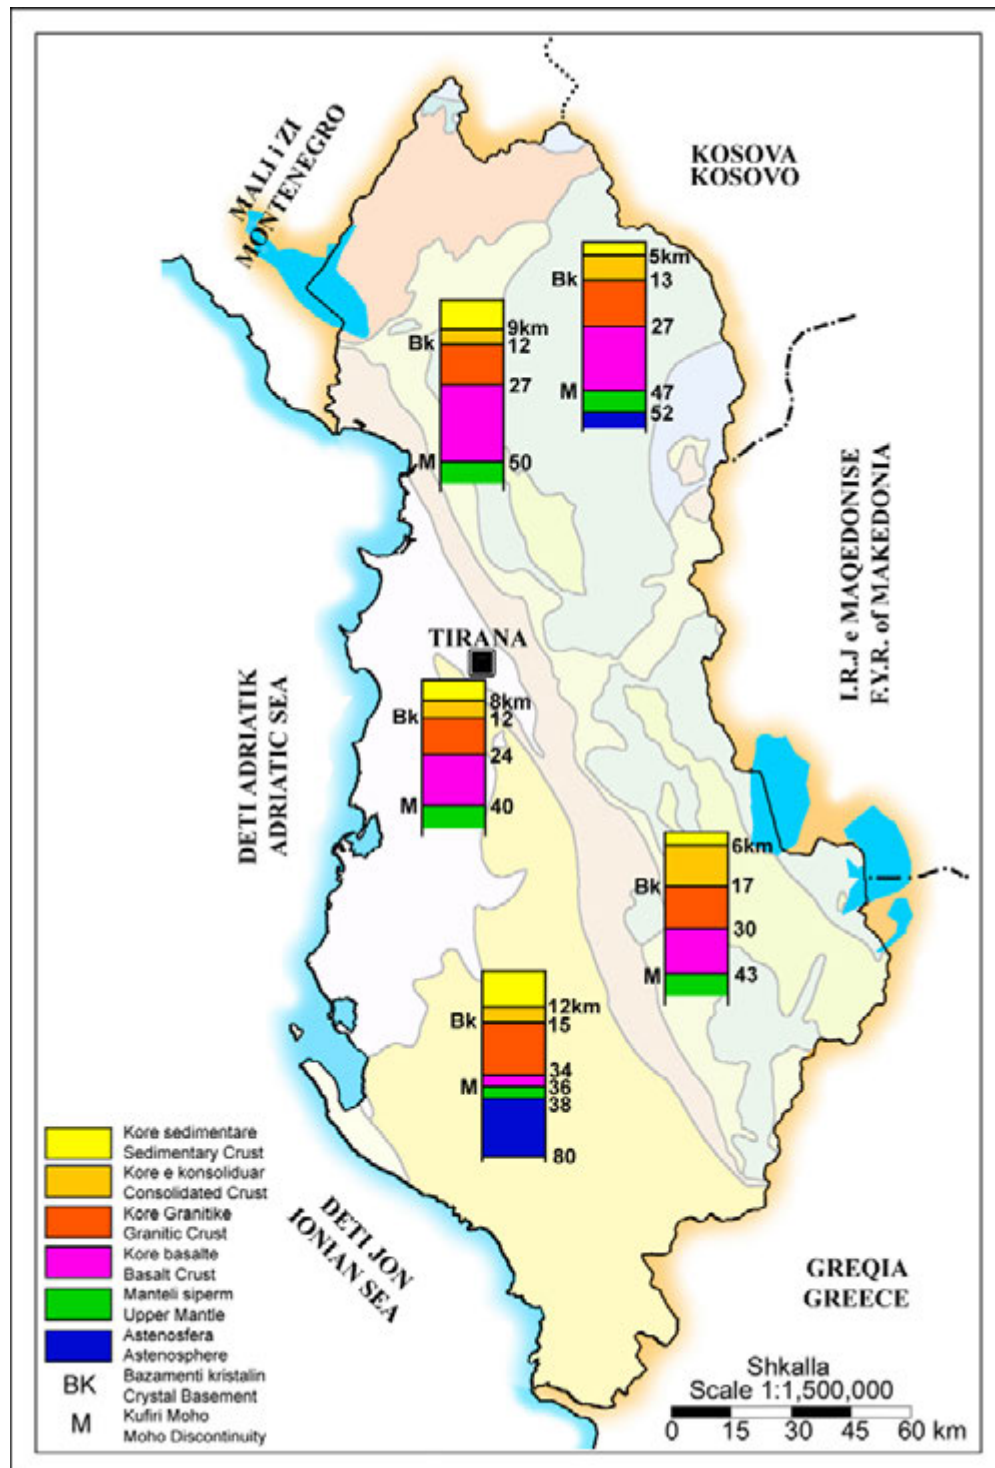 MALI i ZI
MONTENEGRO
KOSOVA
KOSOVO
5km
Bk
13
27
M
47
52
9km
Bk
12
27
M
50
I.R.J e MAQEDONISE
F.Y.R. of MAKEDONIA
TIRANA
8km
Bk
12
24
M
40
DETI ADRIATIK
ADRIATIC SEA
6km
Bk
17
30
M
43
12km
Bk
15
34
M
36
38
80
DETI JON
IONIAN SEA
GREQIA
GREECE
Kore sedimentare
Sedimentary Crust
Kore e konsoliduar
Consolidated Crust
Kore Granitike
Granitic Crust
Kore basalte
Basalt Crust
Manteli siperm
Upper Mantle
Astenosfera
Astenosphere
BK
Bazamenti kristalin
Crystal Basement
M
Kufiri Moho
Moho Discontinuity
Shkalla
Scale 1:1,500,000
0 15 30 45 60 km